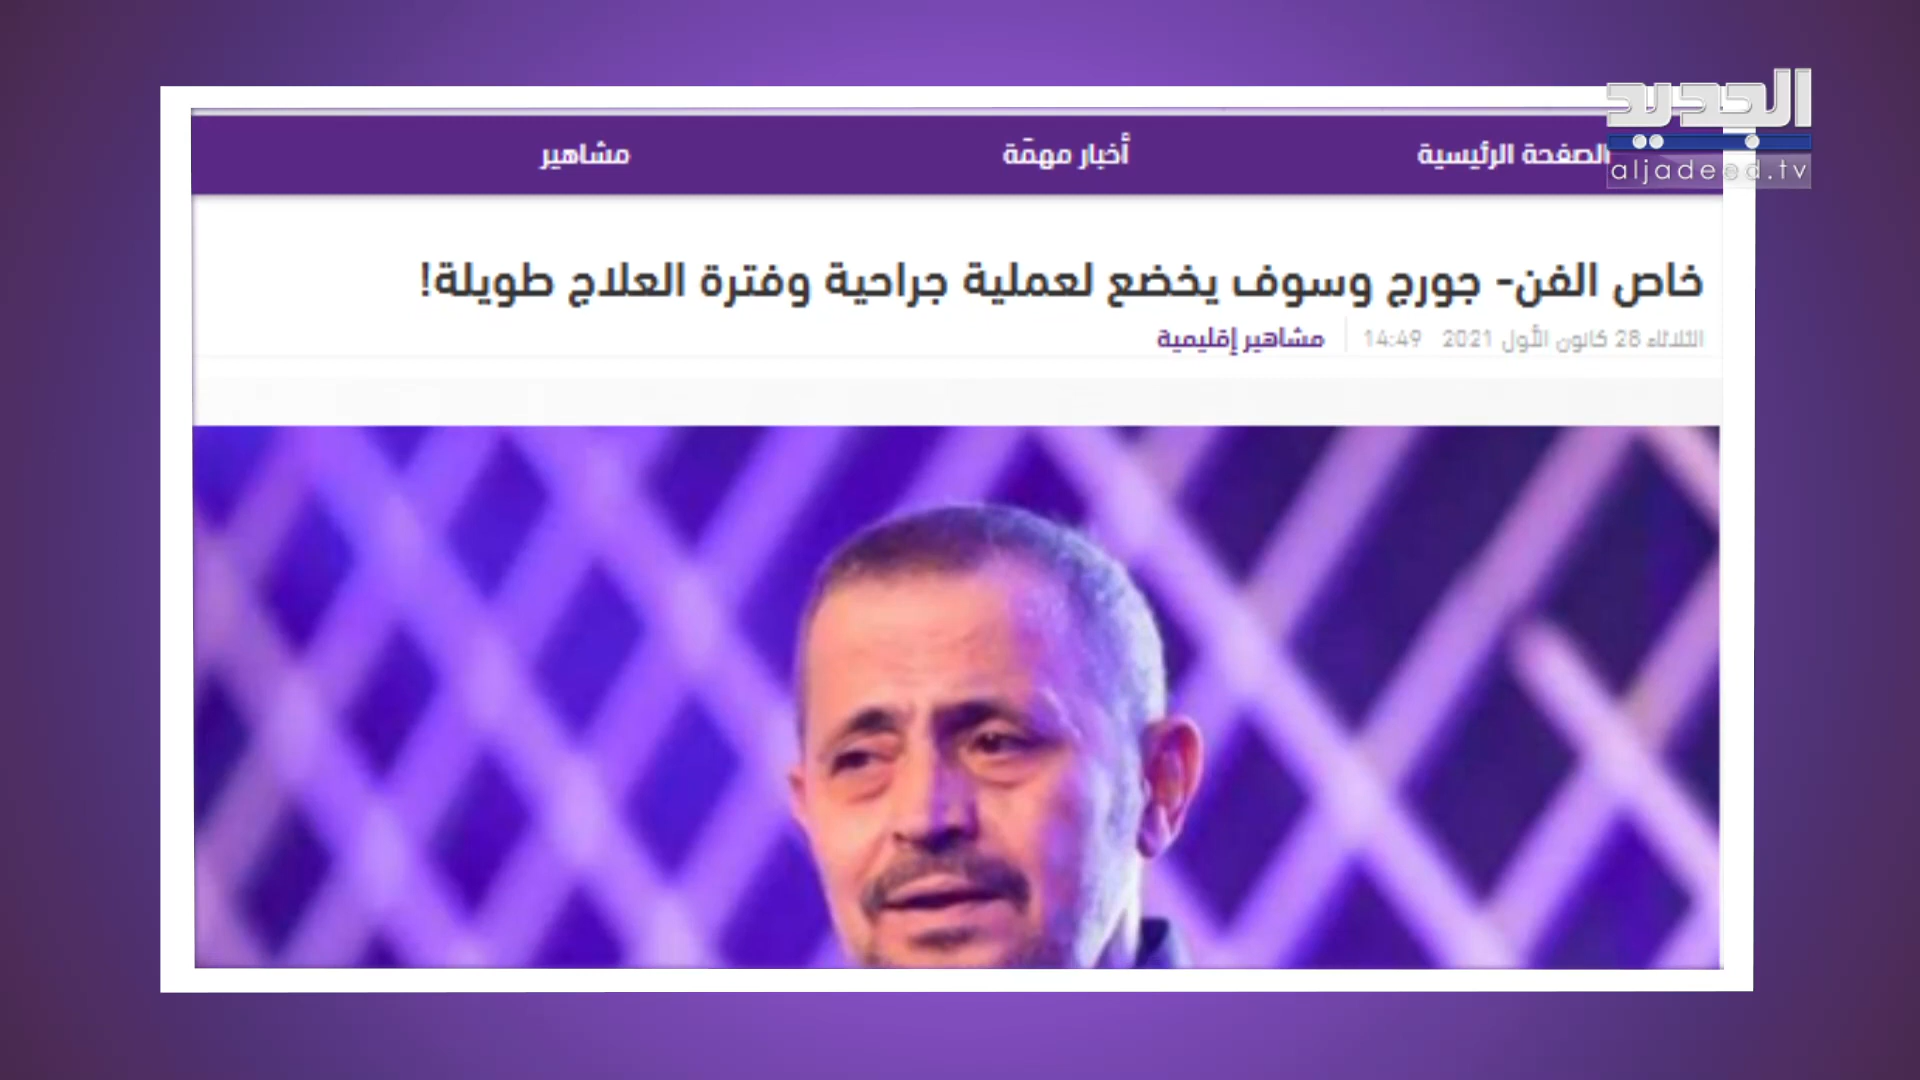 الجديد
aljadeed.tv
الصفحة الرئيسية
أخبار مهمّة
مشاهير
خاص الفن- جورج وسوف يخضع لعملية جراحية وفترة العلاج طويلة!
الثلاثاء 28 كانون الأول 2021 14:49
مشاهير إقليمية